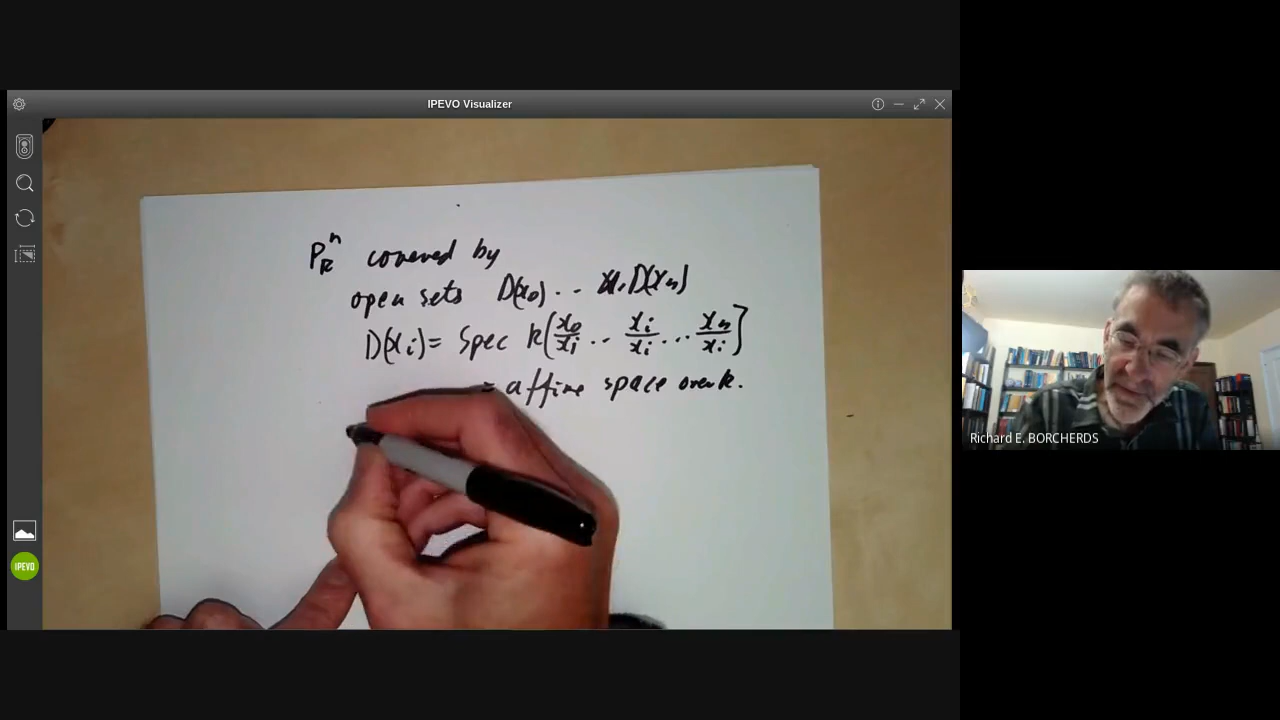 IPEVO Visualizer
P^n_k covered by
open sets D(x_0) ... D(x_n)
D(x_i) = Spec k[x_0/x_i ... x_i/x_i ... x_n/x_i]
= affine space over k.
Richard E. BORCHERDS
IPEVO